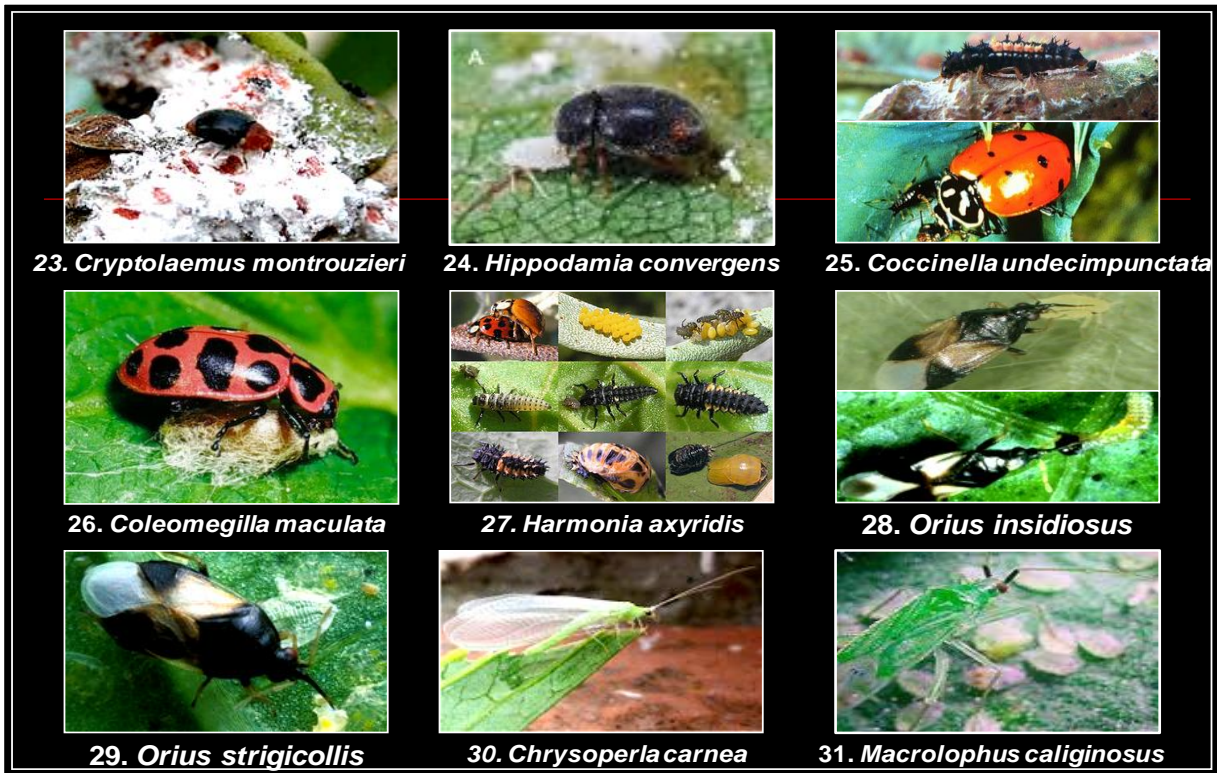 A
23. Cryptolaemus montrouzieri
24. Hippodamia convergens
25. Coccinella undecimpunctata
26. Coleomegilla maculata
27. Harmonia axyridis
28. Orius insidiosus
29. Orius strigicollis
30. Chrysoperla carnea
31. Macrolophus caliginosus